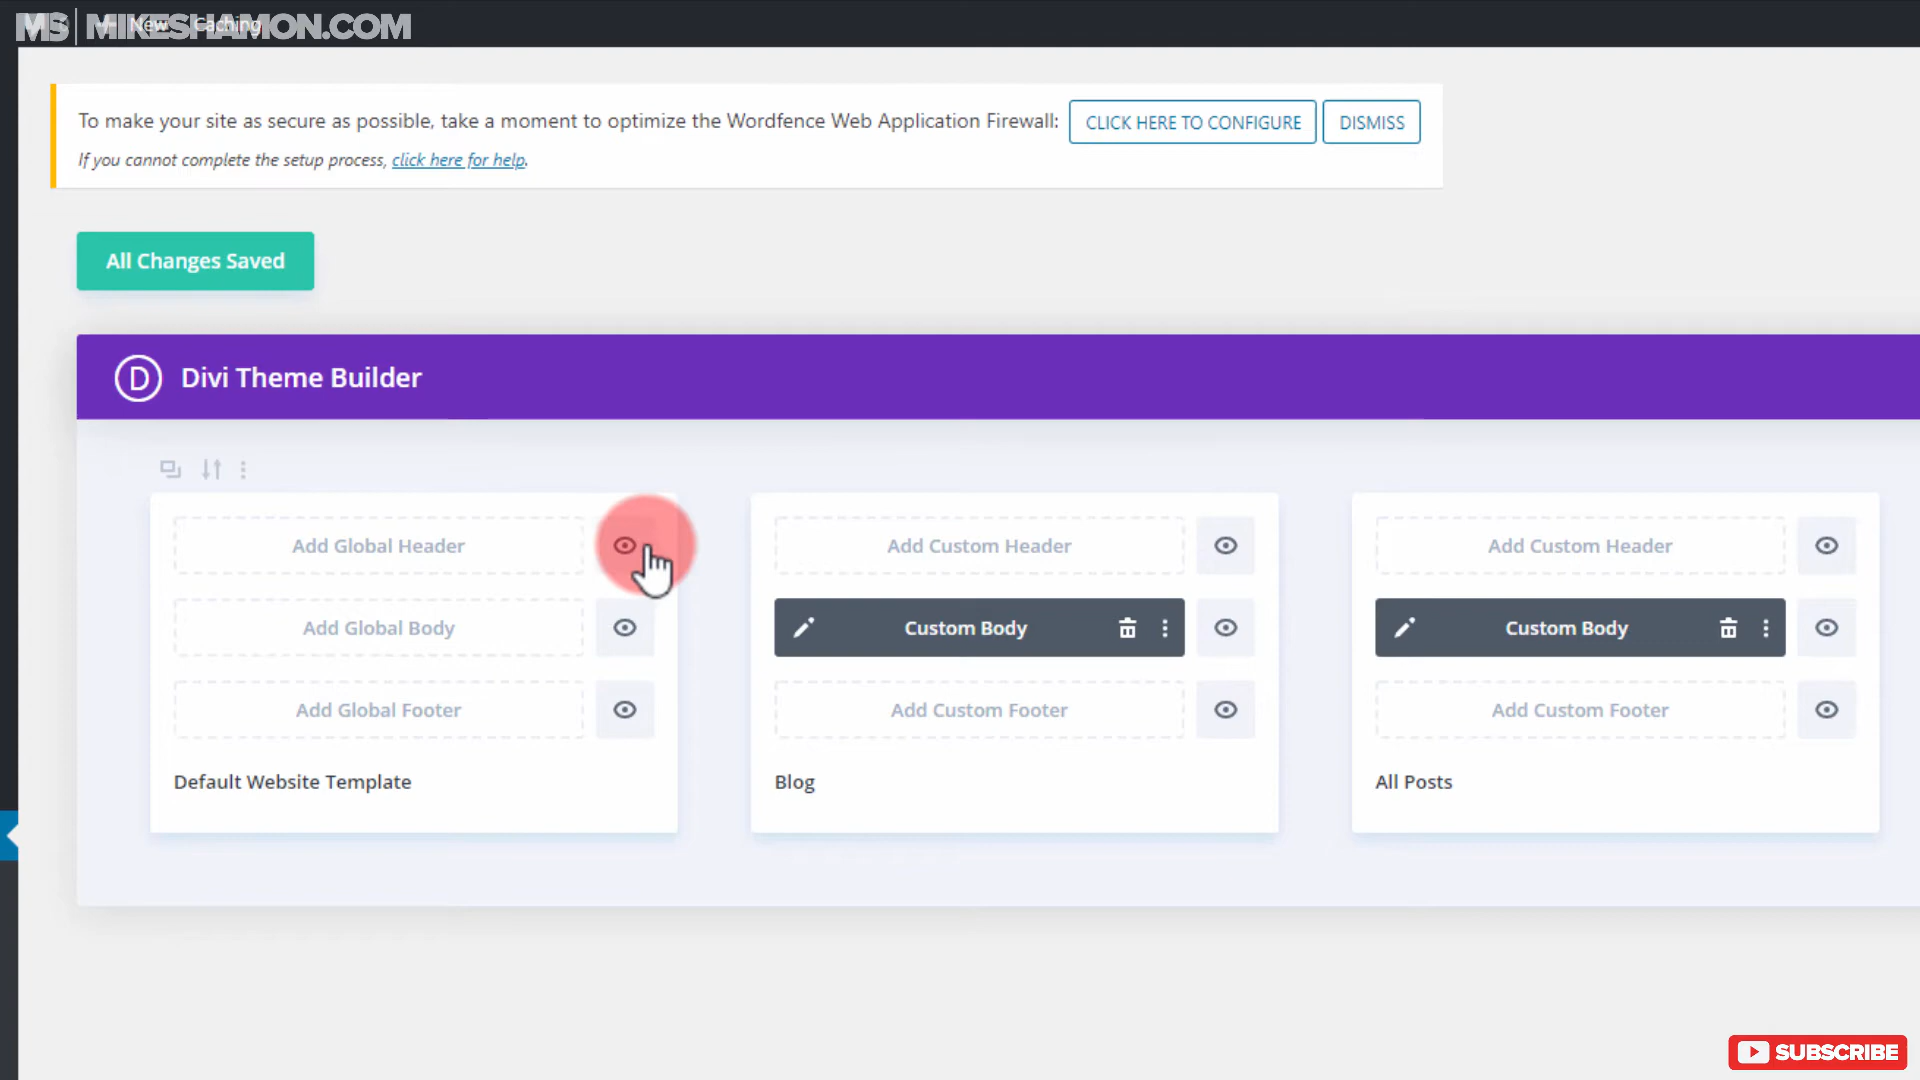 MS MIKESHAMON.COM
New Caching
To make your site as secure as possible, take a moment to optimize the Wordfence Web Application Firewall: CLICK HERE TO CONFIGURE DISMISS
If you cannot complete the setup process, click here for help.
All Changes Saved
D Divi Theme Builder
Add Global Header Add Custom Header Add Custom Header
Add Global Body Custom Body Custom Body
Add Global Footer Add Custom Footer Add Custom Footer
Default Website Template Blog All Posts
SUBSCRIBE